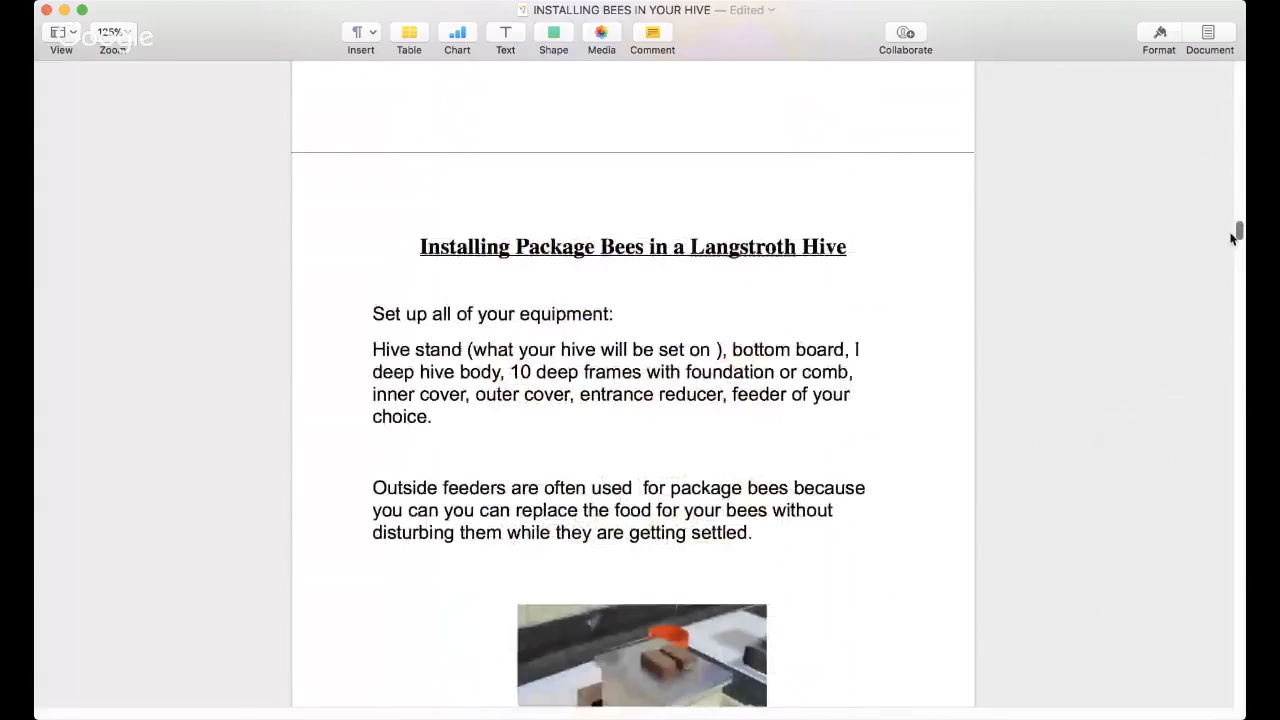 INSTALLING BEES IN YOUR HIVE — Edited
Google
125%
View
Zoom
Insert
Table
Chart
Text
Shape
Media
Comment
Collaborate
Format
Document
Installing Package Bees in a Langstroth Hive
Set up all of your equipment:
Hive stand (what your hive will be set on ), bottom board, I
deep hive body, 10 deep frames with foundation or comb,
inner cover, outer cover, entrance reducer, feeder of your
choice.
Outside feeders are often used  for package bees because
you can you can replace the food for your bees without
disturbing them while they are getting settled.